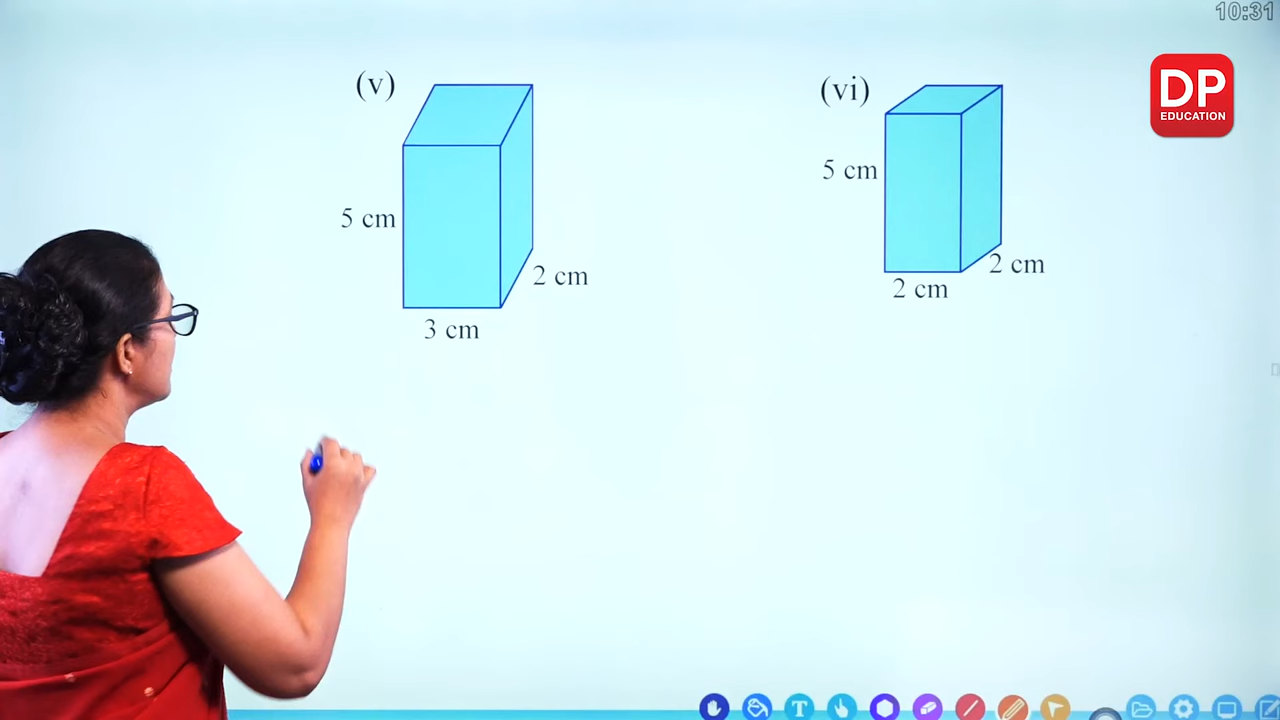 10:31
(v)
(vi)
DP
EDUCATION
5 cm
5 cm
2 cm
2 cm
2 cm
3 cm
T